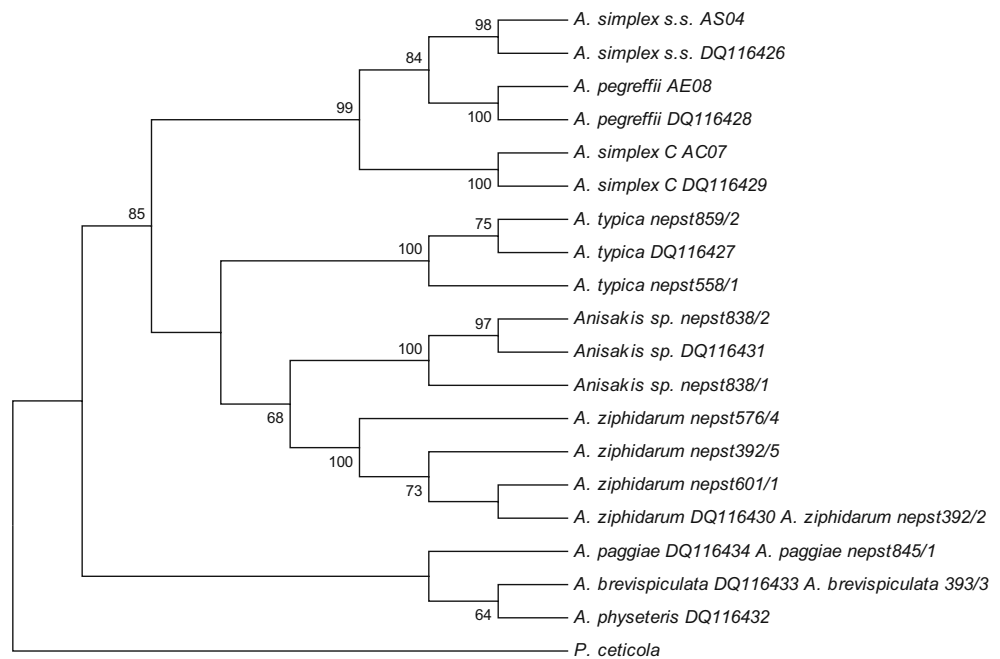 98
A. simplex s.s. AS04
A. simplex s.s. DQ116426
84
A. pegreffii AE08
100
A. pegreffii DQ116428
99
A. simplex C AC07
100
A. simplex C DQ116429
85
75
A. typica nepst859/2
100
A. typica DQ116427
A. typica nepst558/1
97
Anisakis sp. nepst838/2
100
Anisakis sp. DQ116431
Anisakis sp. nepst838/1
68
A. ziphidarum nepst576/4
100
A. ziphidarum nepst392/5
73
A. ziphidarum nepst601/1
A. ziphidarum DQ116430 A. ziphidarum nepst392/2
A. paggiae DQ116434 A. paggiae nepst845/1
A. brevispiculata DQ116433 A. brevispiculata 393/3
64
A. physeteris DQ116432
P. ceticola